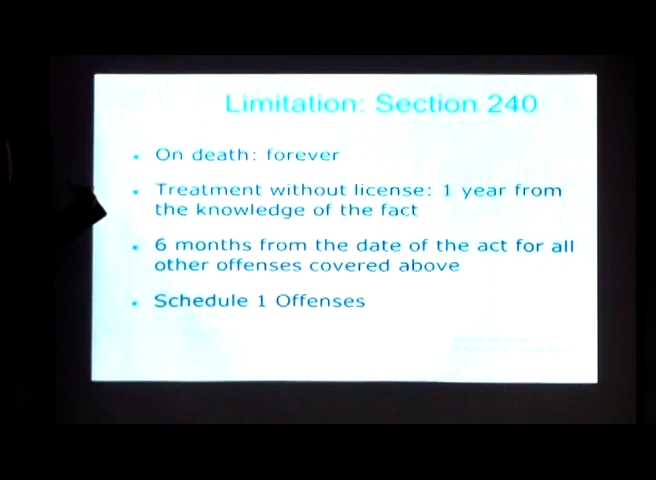 Limitation: Section 240
On death: forever
Treatment without license: 1 year from
the knowledge of the fact
6 months from the date of the act for all
other offenses covered above
Schedule 1 Offenses